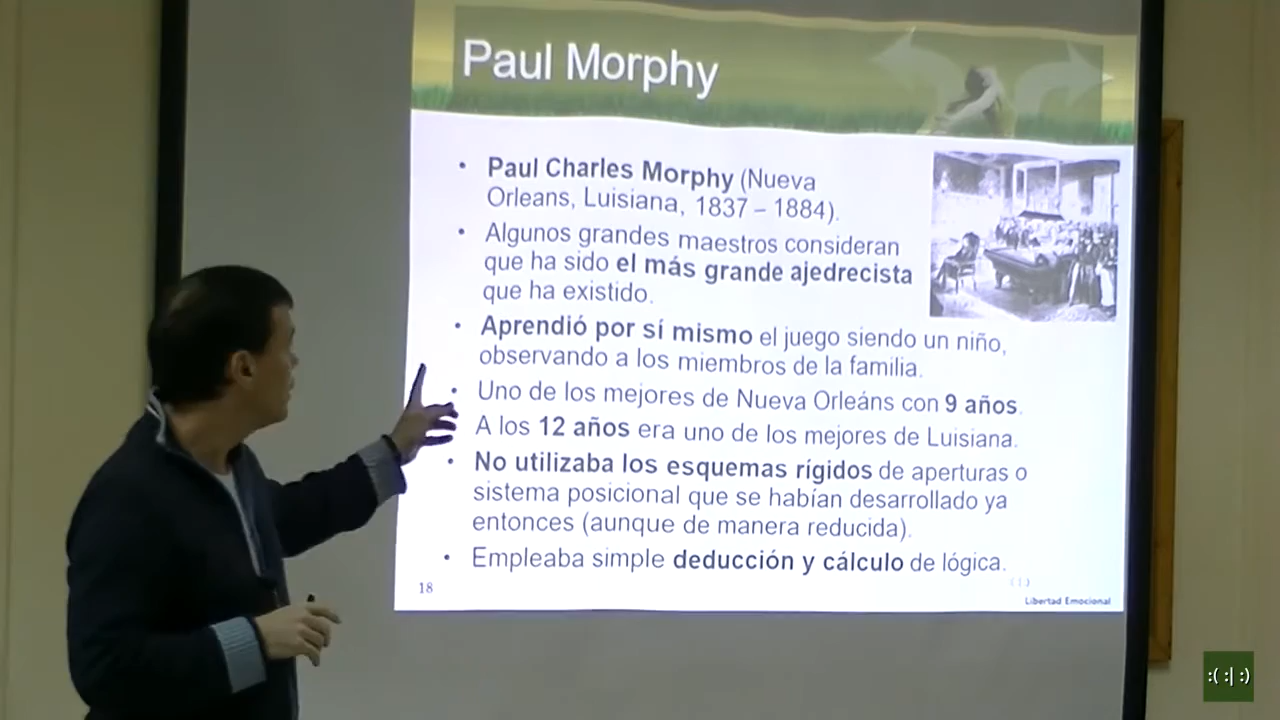 Paul Morphy
• Paul Charles Morphy (Nueva
Orleans, Luisiana, 1837 – 1884).
• Algunos grandes maestros consideran
que ha sido el más grande ajedrecista
que ha existido.
• Aprendió por sí mismo el juego siendo un niño,
observando a los miembros de la familia.
• Uno de los mejores de Nueva Orleáns con 9 años.
A los 12 años era uno de los mejores de Luisiana.
• No utilizaba los esquemas rígidos de aperturas o
sistema posicional que se habían desarrollado ya
entonces (aunque de manera reducida).
• Empleaba simple deducción y cálculo de lógica.
18
Libertad Emocional
:( :| :)